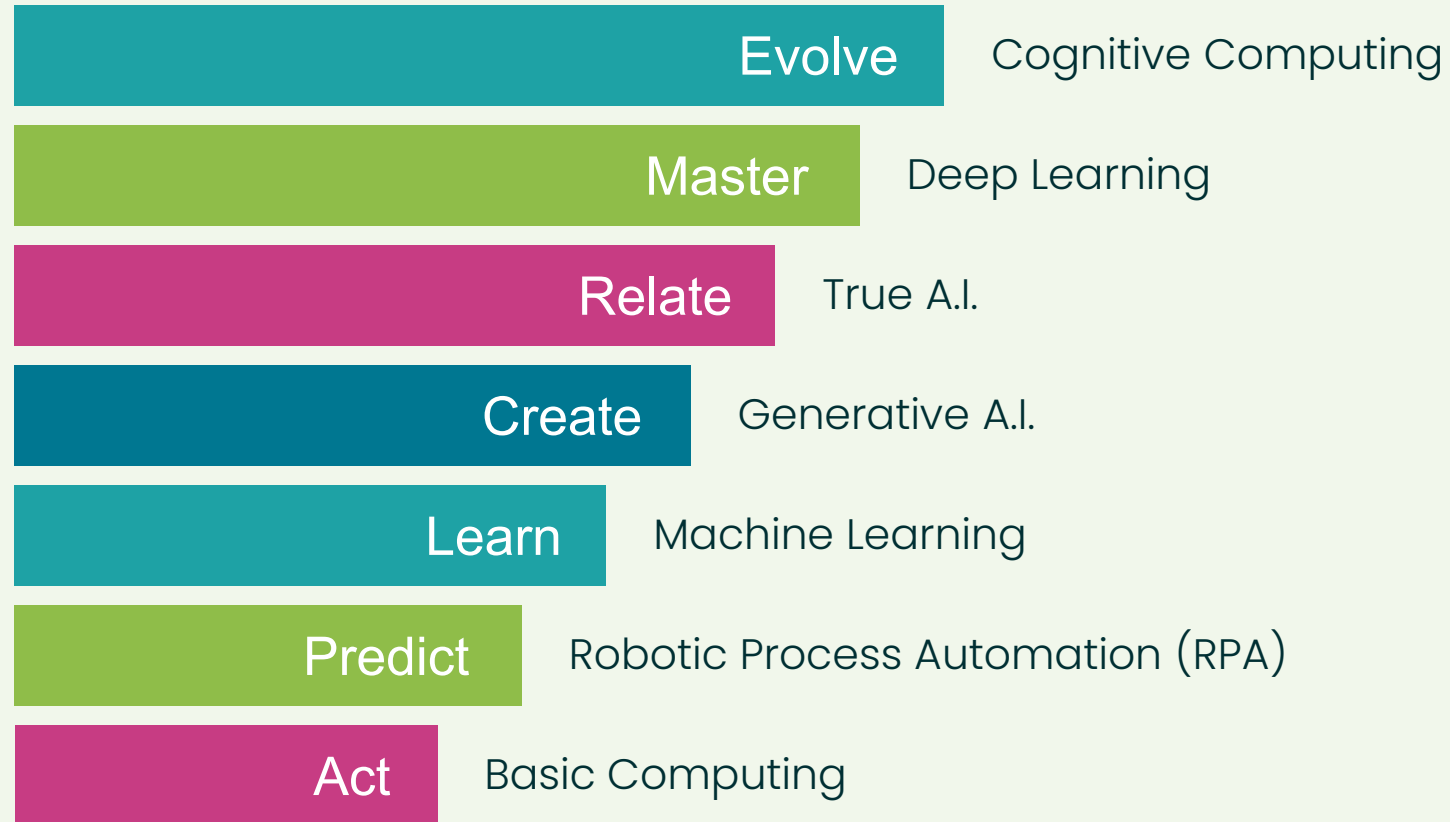 Evolve Cognitive Computing
Master Deep Learning
Relate True A.I.
Create Generative A.I.
Learn Machine Learning
Predict Robotic Process Automation (RPA)
Act Basic Computing